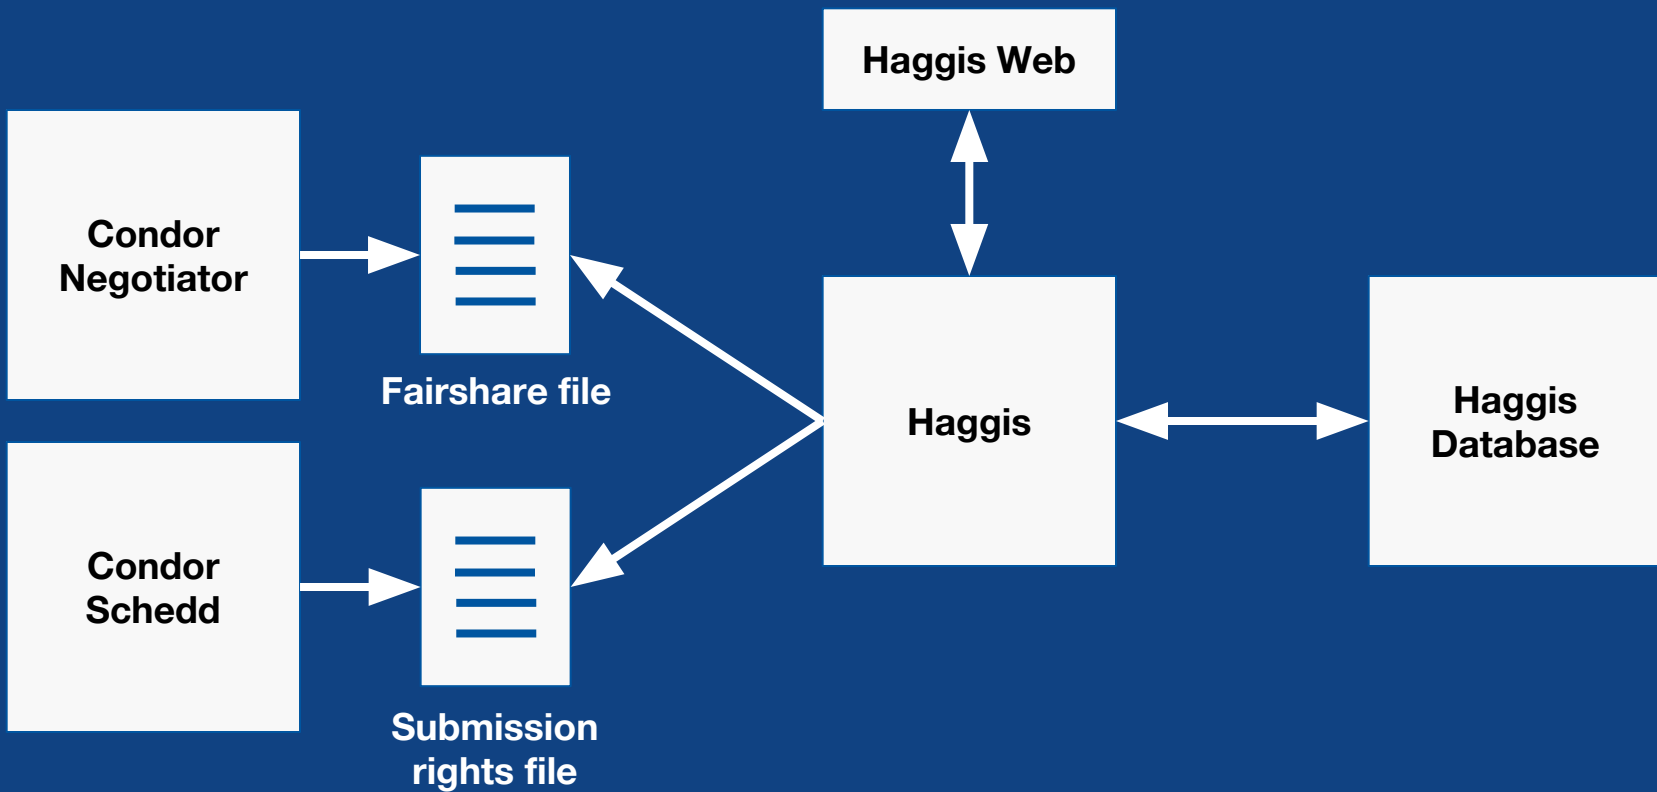 Haggis Web
Condor
Negotiator
Fairshare file
Haggis
Haggis
Database
Condor
Schedd
Submission
rights file